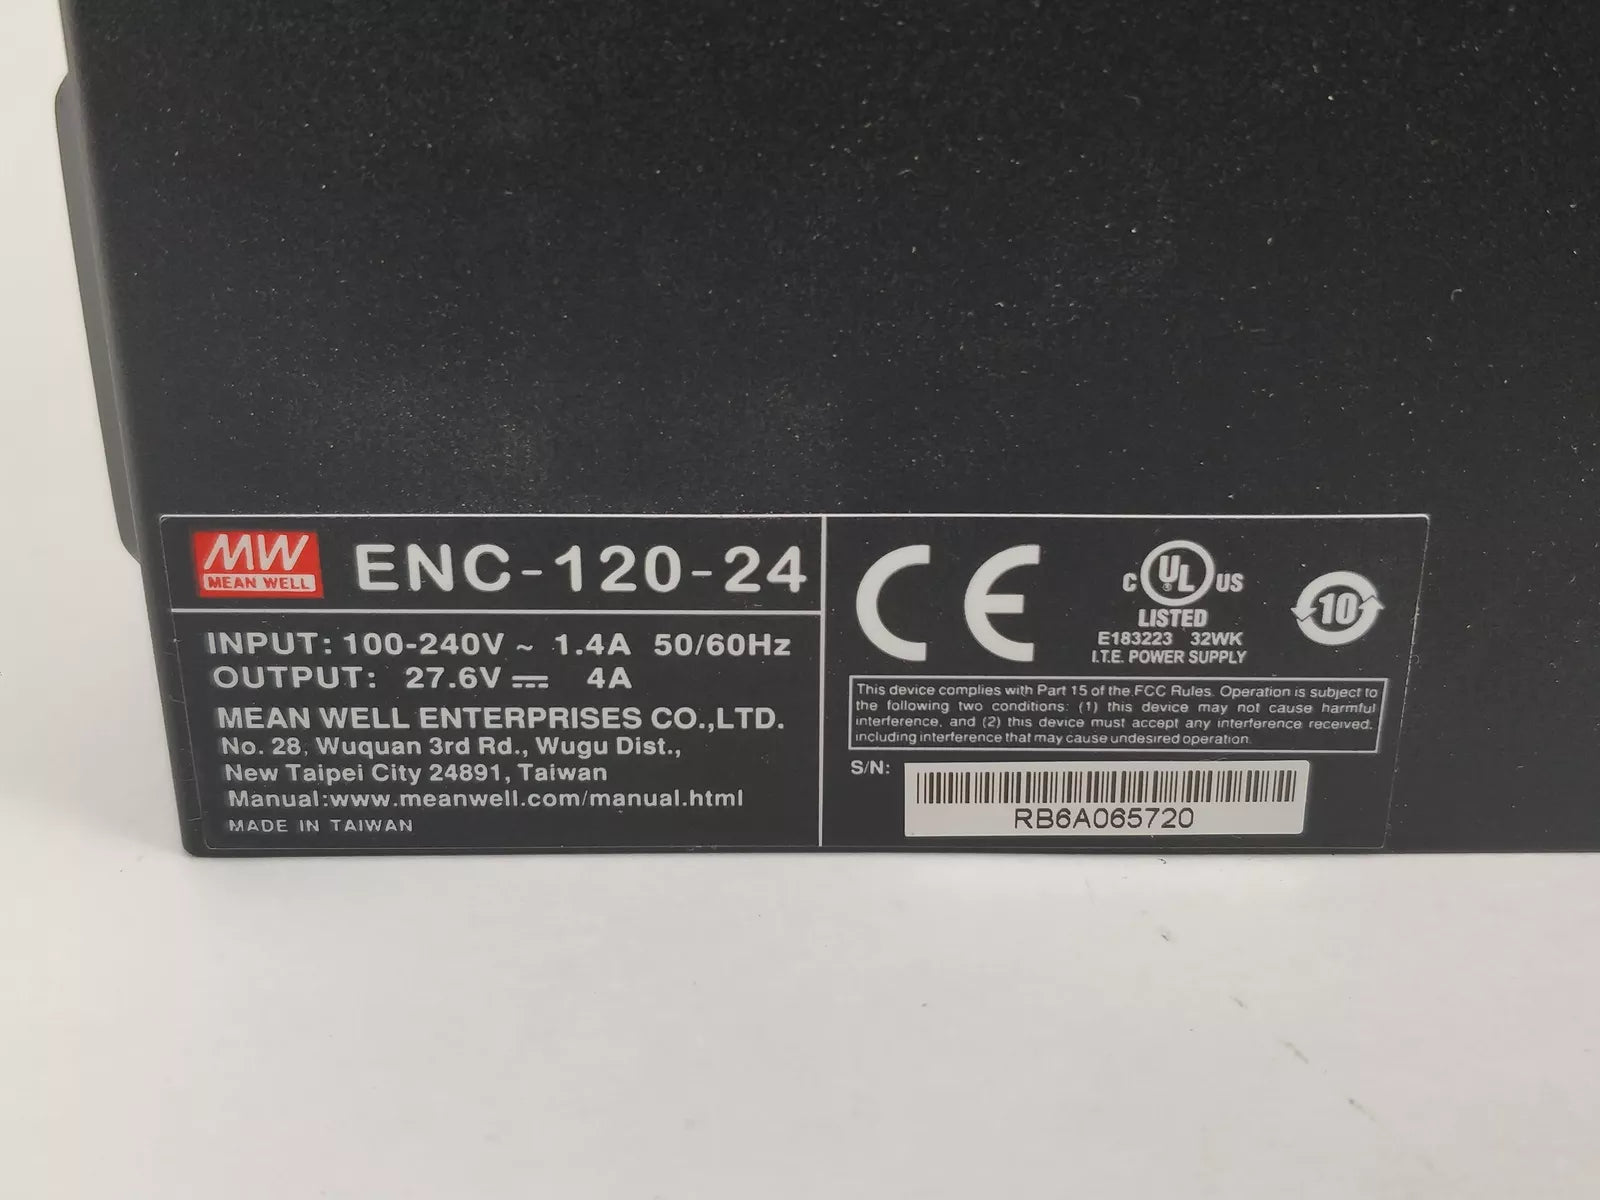 MW
MEAN WELL
ENC-120-24
INPUT: 100-240V ~ 1.4A 50/60Hz
OUTPUT: 27.6V ⎓ 4A
MEAN WELL ENTERPRISES CO.,LTD.
No. 28, Wuquan 3rd Rd., Wugu Dist.,
New Taipei City 24891, Taiwan
Manual:www.meanwell.com/manual.html
MADE IN TAIWAN
CE
C UL US
®
LISTED
E183223 32WK
I.T.E. POWER SUPPLY
10
This device complies with Part 15 of the FCC Rules. Operation is subject to
the following two conditions: (1) this device may not cause harmful
interference, and (2) this device must accept any interference received,
including interference that may cause undesired operation.
S/N:
RB6A065720